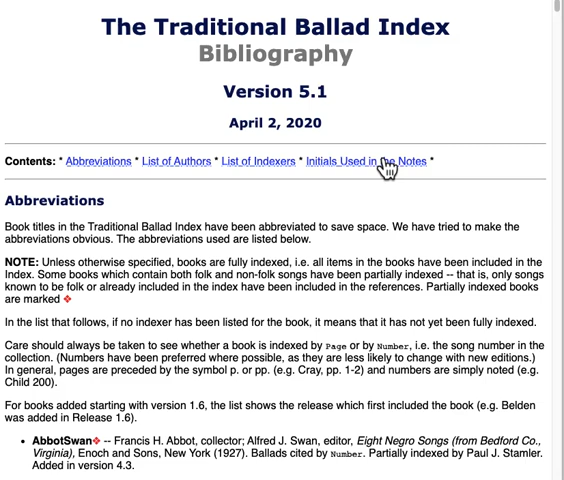 The Traditional Ballad Index
Bibliography
Version 5.1
April 2, 2020
Contents: * Abbreviations * List of Authors * List of Indexers * Initials Used in the Notes *
Abbreviations
Book titles in the Traditional Ballad Index have been abbreviated to save space. We have tried to make the
abbreviations obvious. The abbreviations used are listed below.
NOTE: Unless otherwise specified, books are fully indexed, i.e. all items in the books have been included in the
Index. Some books which contain both folk and non-folk songs have been partially indexed -- that is, only songs
known to be folk or already included in the index have been included in the references. Partially indexed books
are marked ❖
In the list that follows, if no indexer has been listed for the book, it means that it has not yet been fully indexed.
Care should always be taken to see whether a book is indexed by Page or by Number, i.e. the song number in the
collection. (Numbers have been preferred where possible, as they are less likely to change with new editions.)
In general, pages are preceded by the symbol p. or pp. (e.g. Cray, pp. 1-2) and numbers are simply noted (e.g.
Child 200).
For books added starting with version 1.6, the list shows the release which first included the book (e.g. Belden
was added in Release 1.6).
• AbbotSwan❖ -- Francis H. Abbot, collector; Alfred J. Swan, editor, Eight Negro Songs (from Bedford Co.,
Virginia), Enoch and Sons, New York (1927). Ballads cited by Number. Partially indexed by Paul J. Stamler.
Added in version 4.3.